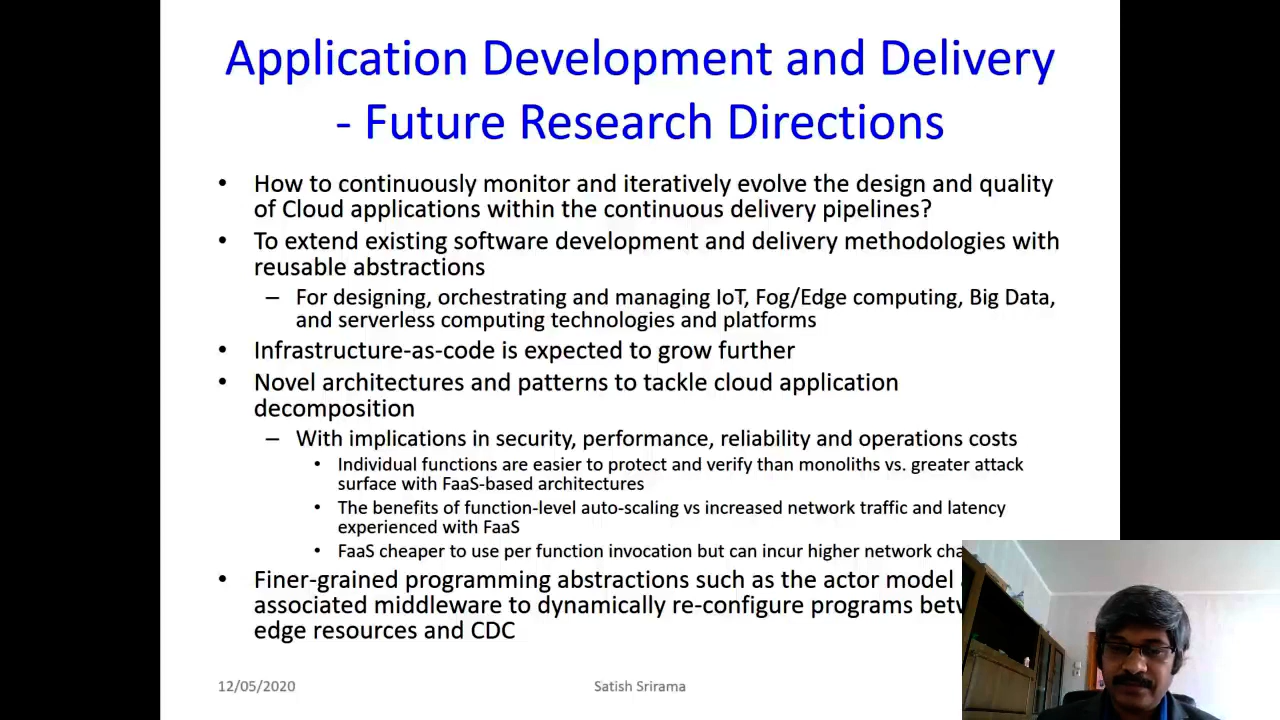 Application Development and Delivery
- Future Research Directions
• How to continuously monitor and iteratively evolve the design and quality
of Cloud applications within the continuous delivery pipelines?
• To extend existing software development and delivery methodologies with
reusable abstractions
– For designing, orchestrating and managing IoT, Fog/Edge computing, Big Data,
and serverless computing technologies and platforms
• Infrastructure-as-code is expected to grow further
• Novel architectures and patterns to tackle cloud application
decomposition
– With implications in security, performance, reliability and operations costs
• Individual functions are easier to protect and verify than monoliths vs. greater attack
surface with FaaS-based architectures
• The benefits of function-level auto-scaling vs increased network traffic and latency
experienced with FaaS
• FaaS cheaper to use per function invocation but can incur higher network
• Finer-grained programming abstractions such as the actor model
associated middleware to dynamically re-configure programs
edge resources and CDC
12/05/2020
Satish Srirama